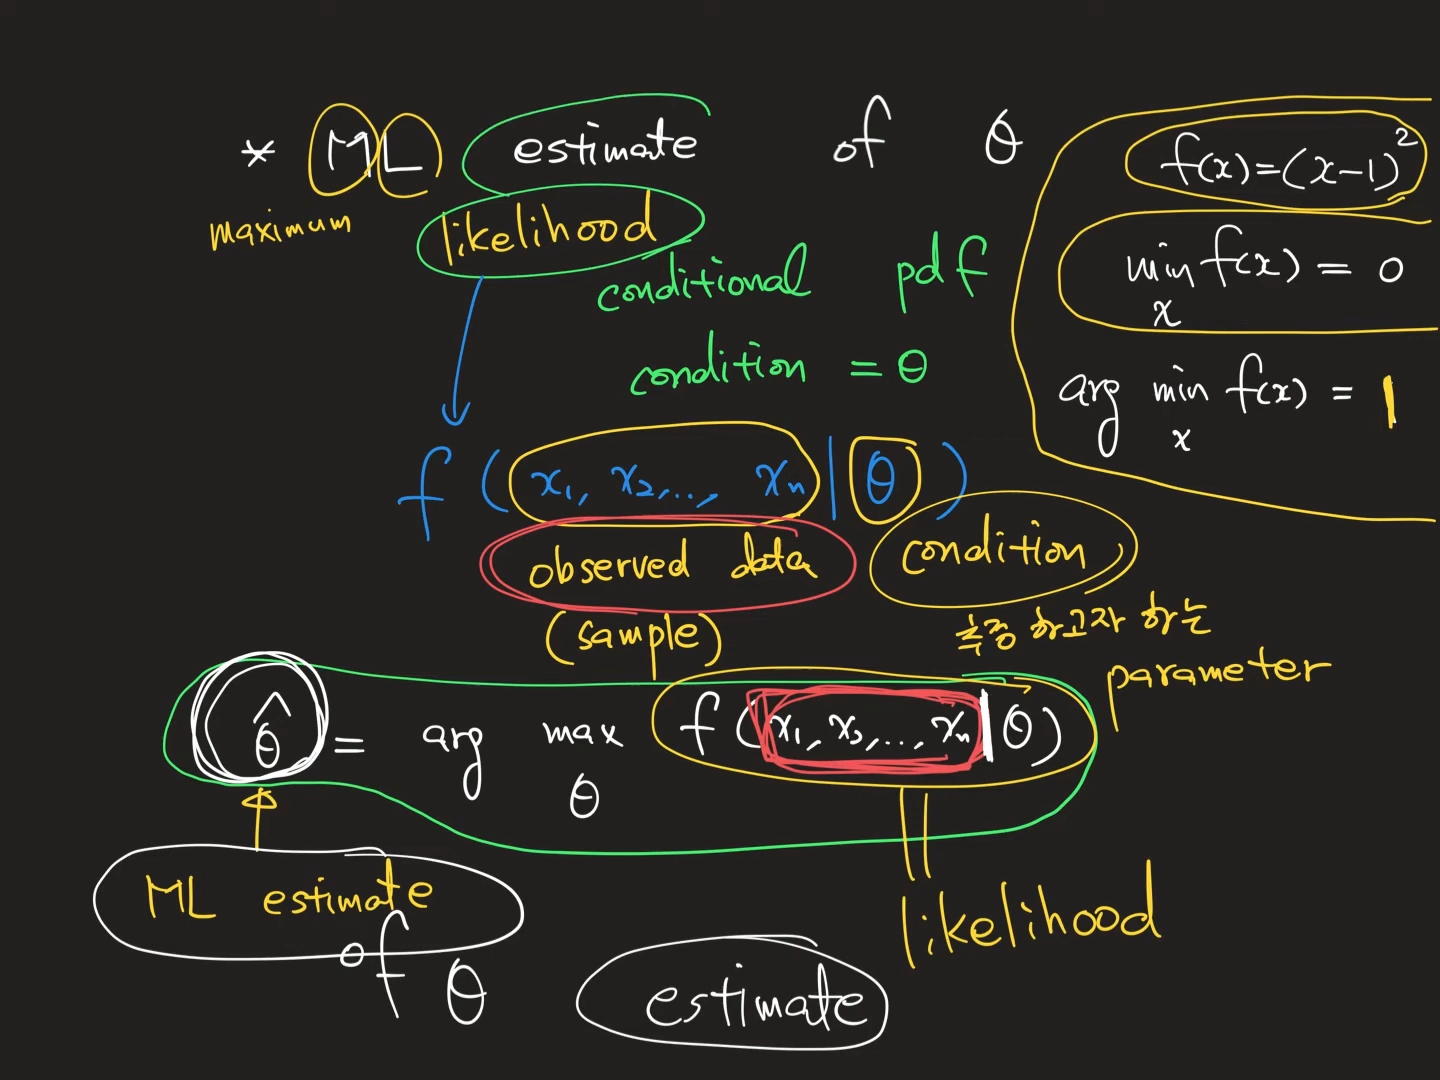 * ML estimate of θ
maximum likelihood
conditional pdf
condition = θ
f(x₁, x₂,..., xₙ|θ)
observed data condition
(sample) 측정 하고자 하는
parameter
θ̂ = arg max f(x₁, x₂,..., xₙ|θ)
θ
ML estimate
of θ
likelihood
estimate
f(x)=(x-1)²
min f(x) = 0
x
arg min f(x) = 1
x